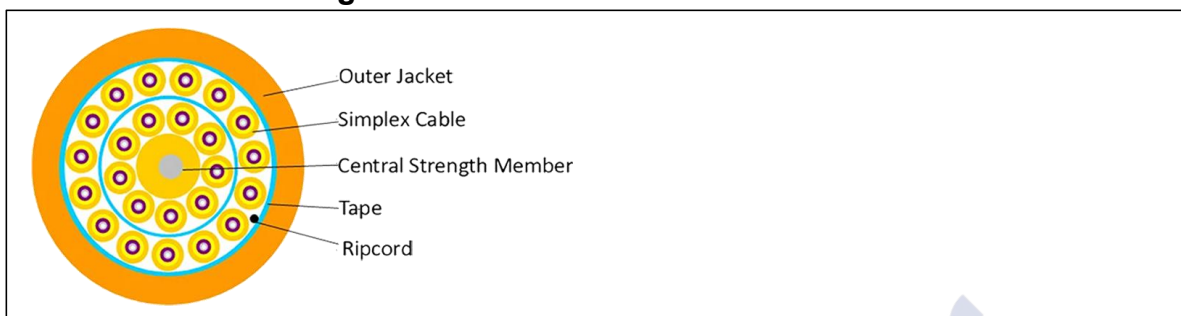 Outer Jacket
Simplex Cable
Central Strength Member
Tape
Ripcord